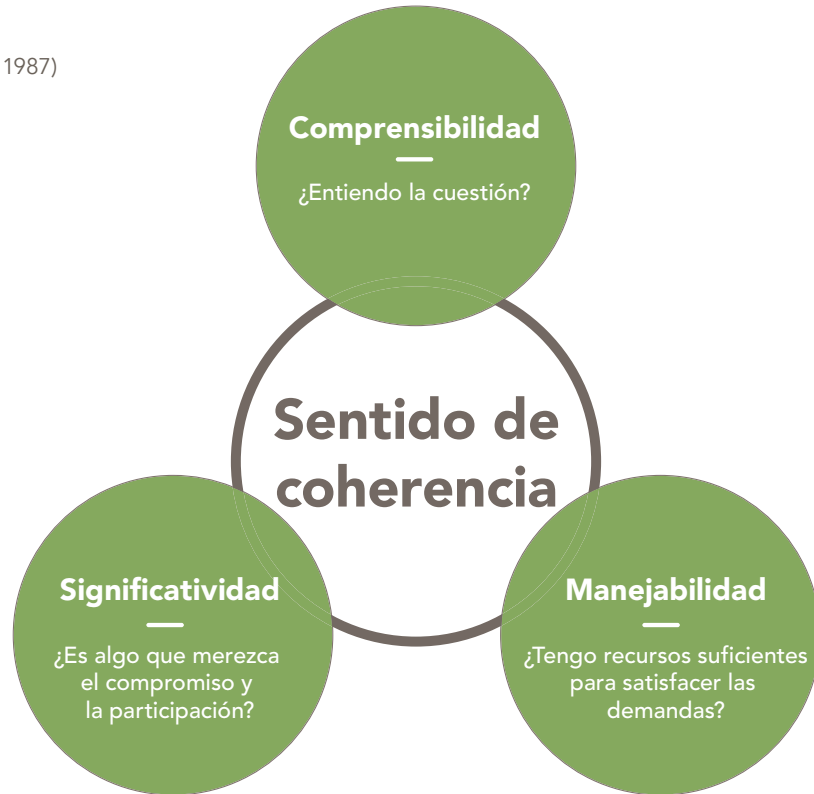 1987)
Comprensibilidad
¿Entiendo la cuestión?
Sentido de
coherencia
Significatividad
¿Es algo que merezca
el compromiso y
la participación?
Manejabilidad
¿Tengo recursos suficientes
para satisfacer las
demandas?